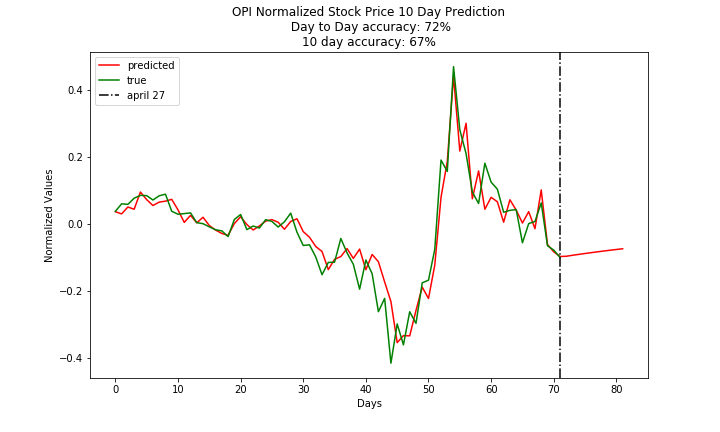 OPI Normalized Stock Price 10 Day Prediction
Day to Day accuracy: 72%
10 day accuracy: 67%
predicted
true
april 27
Normalized Values
0.4
0.2
0.0
−0.2
−0.4
0 10 20 30 40 50 60 70 80
Days